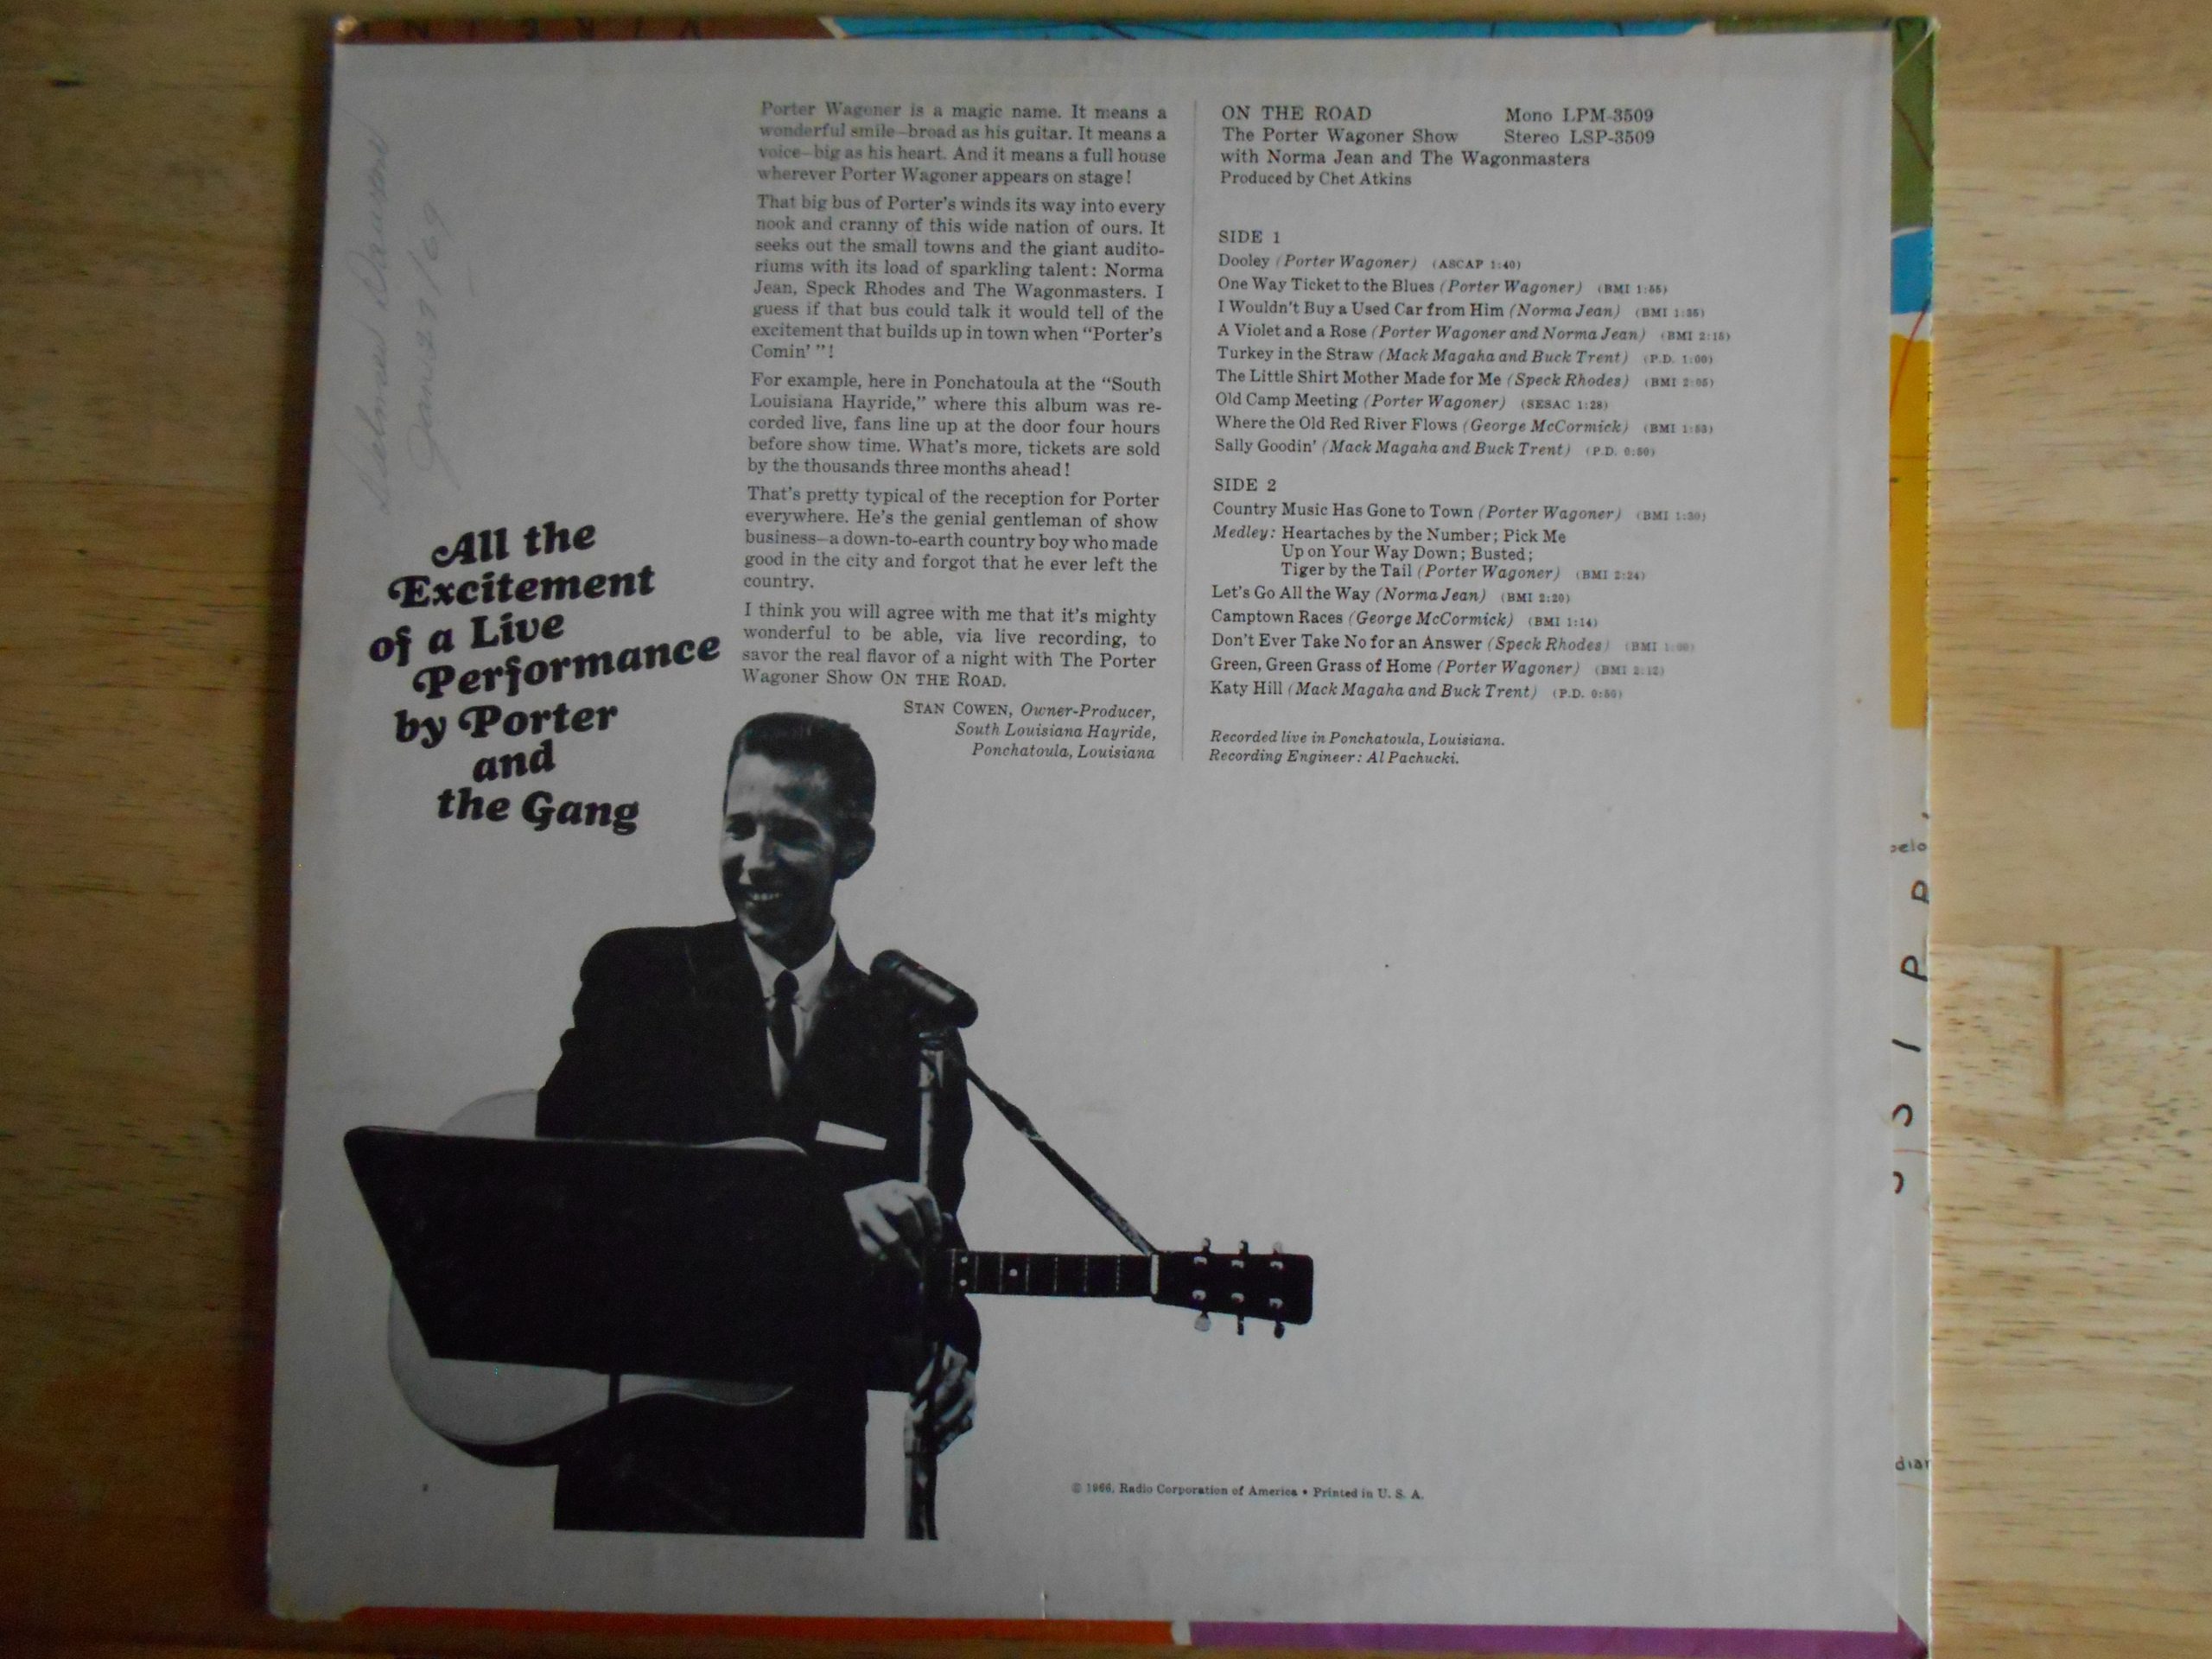 Jan 27/69
All the
Excitement
of a Live
Performance
by Porter
and
the Gang
Porter Wagoner is a magic name. It means a
wonderful smile—broad as his guitar. It means a
voice—big as his heart. And it means a full house
wherever Porter Wagoner appears on stage!
That big bus of Porter's winds its way into every
nook and cranny of this wide nation of ours. It
seeks out the small towns and the giant audito-
riums with its load of sparkling talent: Norma
Jean, Speck Rhodes and The Wagonmasters. I
guess if that bus could talk it would tell of the
excitement that builds up in town when "Porter's
Comin' "!
For example, here in Ponchatoula at the "South
Louisiana Hayride," where this album was re-
corded live, fans line up at the door four hours
before show time. What's more, tickets are sold
by the thousands three months ahead!
That's pretty typical of the reception for Porter
everywhere. He's the genial gentleman of show
business—a down-to-earth country boy who made
good in the city and forgot that he ever left the
country.
I think you will agree with me that it's mighty
wonderful to be able, via live recording, to
savor the real flavor of a night with The Porter
Wagoner Show ON THE ROAD.
STAN COWEN, Owner-Producer,
South Louisiana Hayride,
Ponchatoula, Louisiana
ON THE ROAD Mono LPM-3509
The Porter Wagoner Show Stereo LSP-3509
with Norma Jean and The Wagonmasters
Produced by Chet Atkins
SIDE 1
Dooley (Porter Wagoner) (ASCAP 1:40)
One Way Ticket to the Blues (Porter Wagoner) (BMI 1:55)
I Wouldn't Buy a Used Car from Him (Norma Jean) (BMI 1:55)
A Violet and a Rose (Porter Wagoner and Norma Jean) (BMI 2:15)
Turkey in the Straw (Mack Magaha and Buck Trent) (P.D. 1:00)
The Little Shirt Mother Made for Me (Speck Rhodes) (BMI 2:05)
Old Camp Meeting (Porter Wagoner) (SESAC 1:28)
Where the Old Red River Flows (George McCormick) (BMI 1:53)
Sally Goodin' (Mack Magaha and Buck Trent) (P.D. 0:50)
SIDE 2
Country Music Has Gone to Town (Porter Wagoner) (BMI 1:30)
Medley: Heartaches by the Number; Pick Me
Up on Your Way Down; Busted;
Tiger by the Tail (Porter Wagoner) (BMI 2:24)
Let's Go All the Way (Norma Jean) (BMI 2:20)
Camptown Races (George McCormick) (BMI 1:14)
Don't Ever Take No for an Answer (Speck Rhodes) (BMI
Green, Green Grass of Home (Porter Wagoner) (BMI 2:12)
Katy Hill (Mack Magaha and Buck Trent) (P.D. 0:50)
Recorded live in Ponchatoula, Louisiana.
Recording Engineer: Al Pachucki.
© 1966, Radio Corporation of America • Printed in U. S. A.